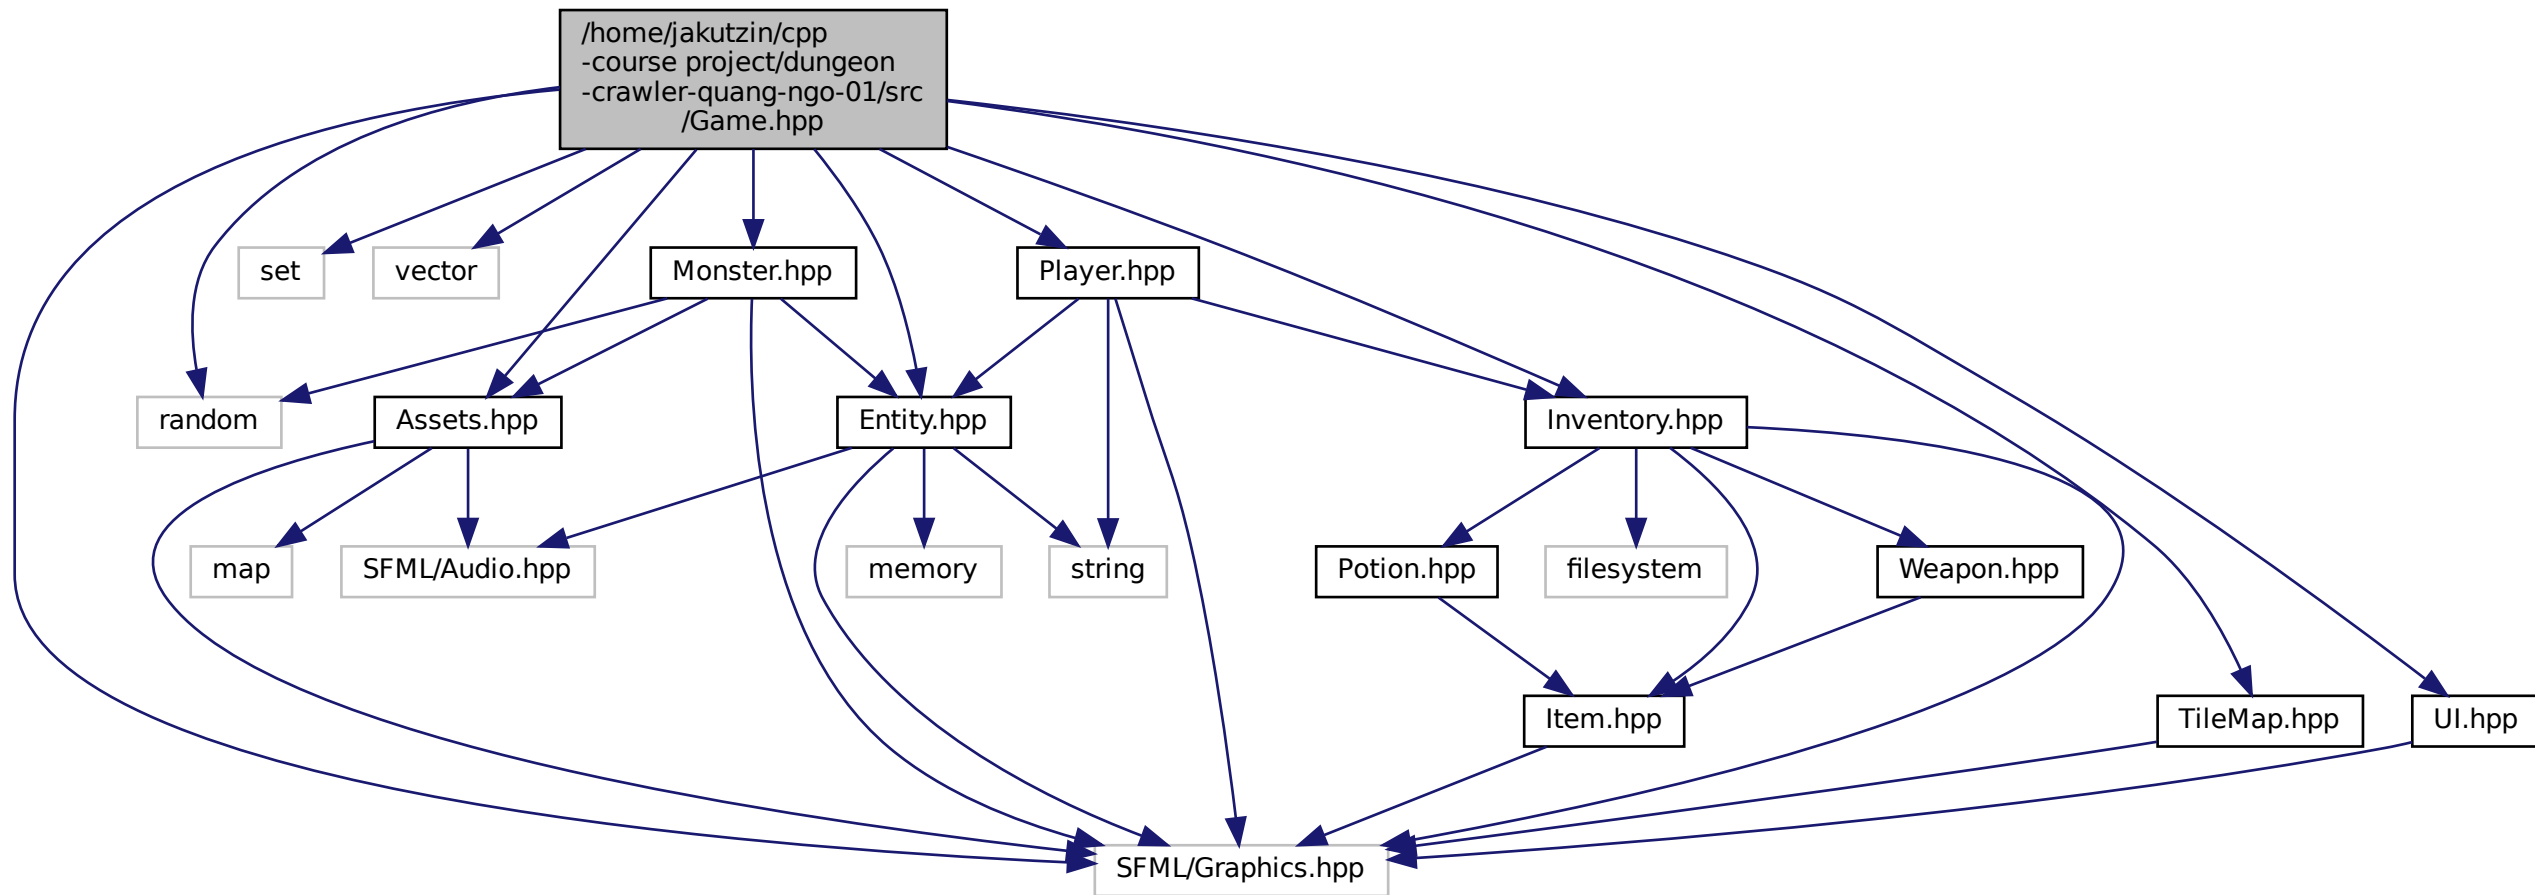 /home/jakutzin/cpp
-course project/dungeon
-crawler-quang-ngo-01/src
/Game.hpp
set
vector
Monster.hpp
Player.hpp
random
Assets.hpp
Entity.hpp
Inventory.hpp
map
SFML/Audio.hpp
memory
string
Potion.hpp
filesystem
Weapon.hpp
Item.hpp
TileMap.hpp
UI.hpp
SFML/Graphics.hpp